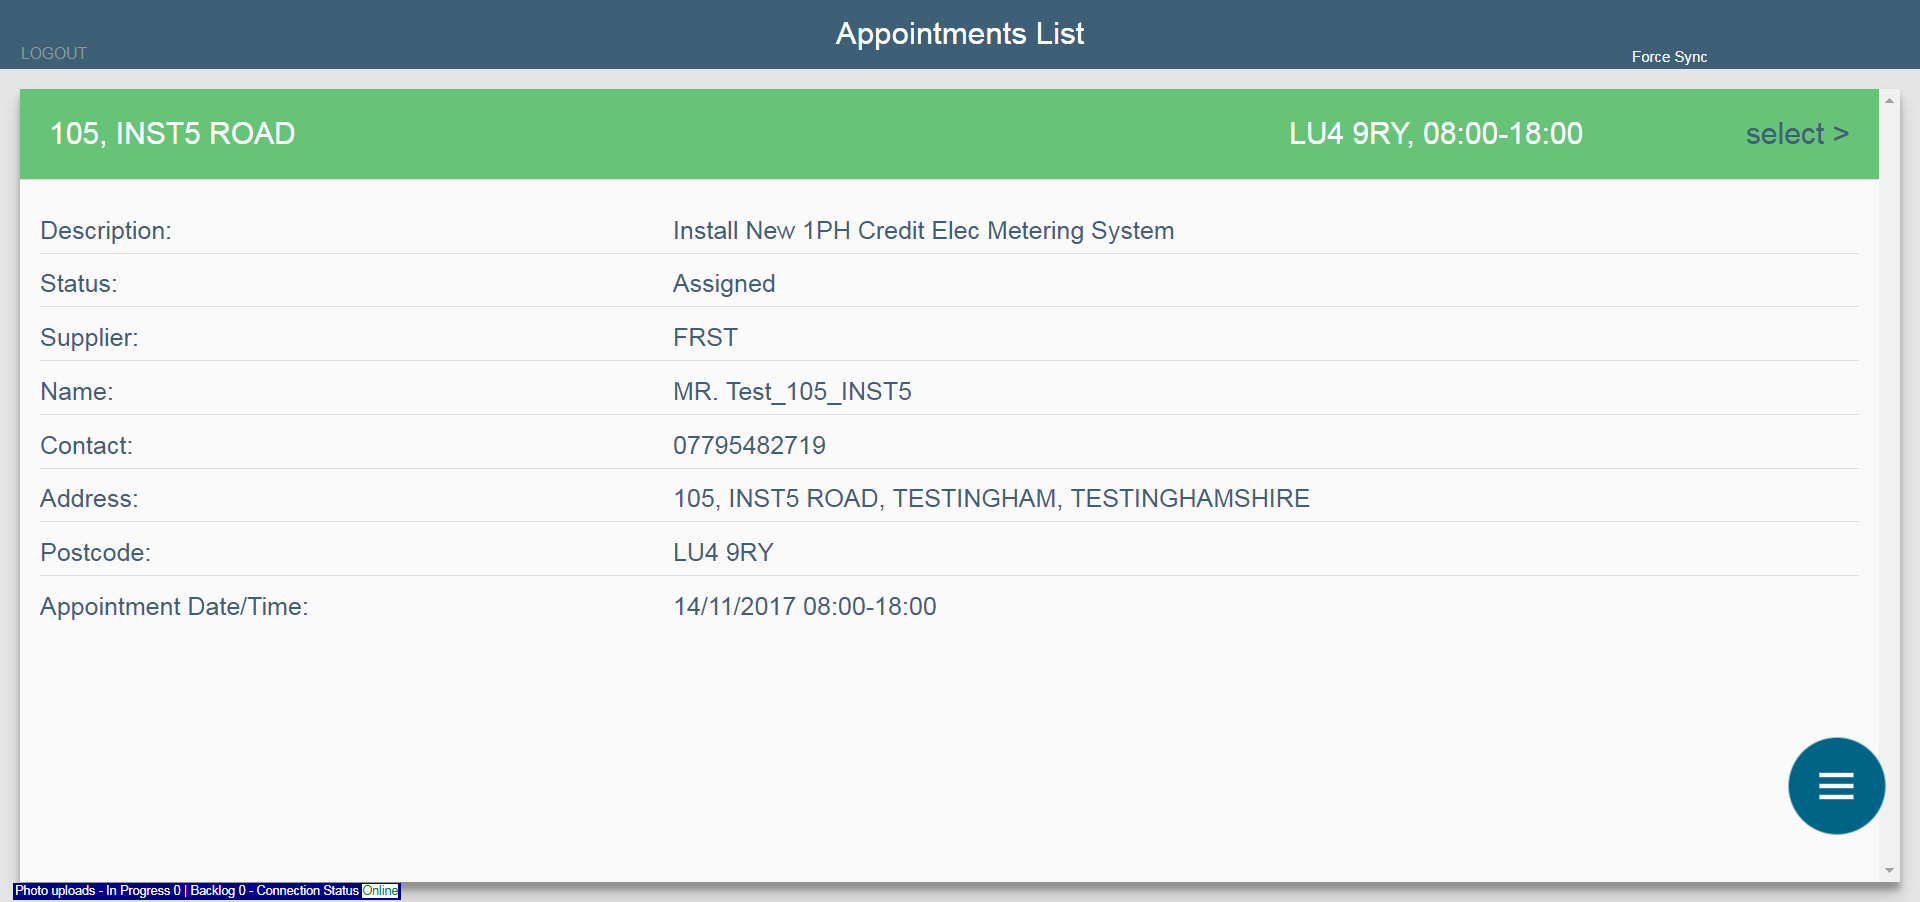 Appointments List
LOGOUT
Force Sync
105, INST5 ROAD LU4 9RY, 08:00-18:00 select >
Description: Install New 1PH Credit Elec Metering System
Status: Assigned
Supplier: FRST
Name: MR. Test_105_INST5
Contact: 07795482719
Address: 105, INST5 ROAD, TESTINGHAM, TESTINGHAMSHIRE
Postcode: LU4 9RY
Appointment Date/Time: 14/11/2017 08:00-18:00
Photo uploads - In Progress 0 | Backlog 0 - Connection Status Online